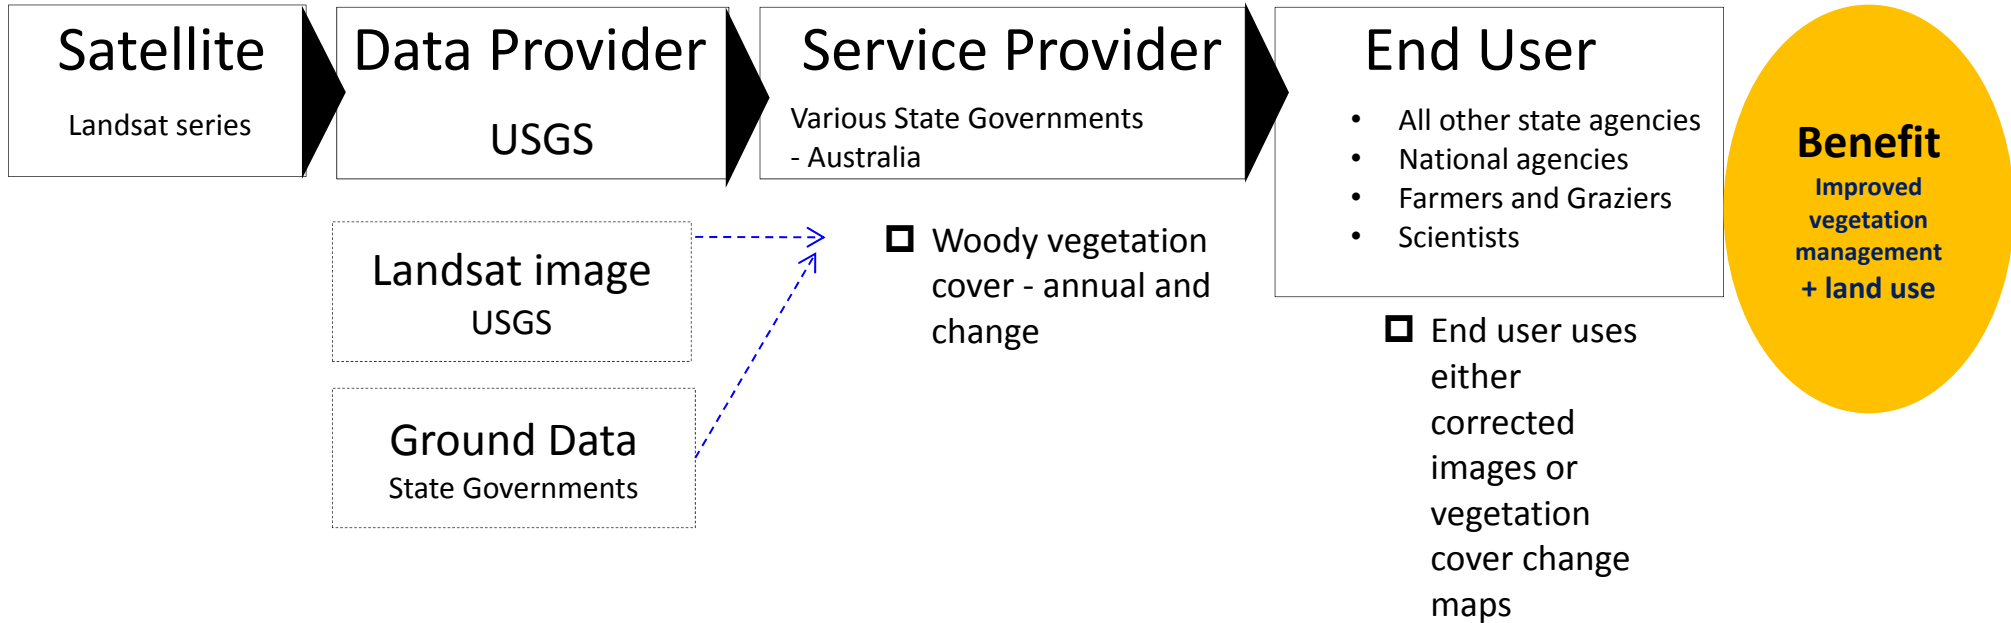 Satellite
Landsat series
Data Provider
USGS
Service Provider
Various State Governments
- Australia
End User
• All other state agencies
• National agencies
• Farmers and Graziers
• Scientists
Benefit
Improved
vegetation
management
+ land use
Landsat image
USGS
Ground Data
State Governments
Woody vegetation
cover - annual and
change
End user uses
either
corrected
images or
vegetation
cover change
maps